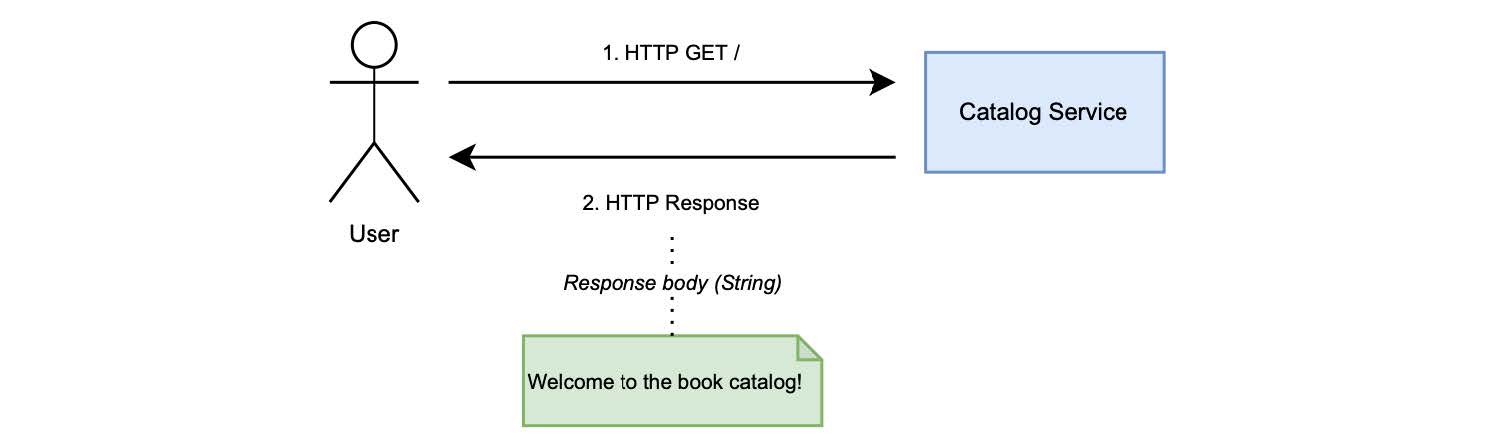 1. HTTP GET /
Catalog Service
2. HTTP Response
User
Response body (String)
Welcome to the book catalog!